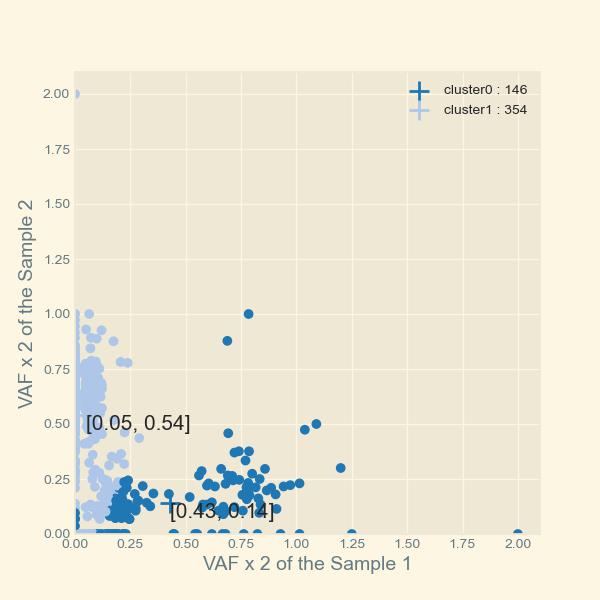 cluster0 : 146
cluster1 : 354
2.00
1.75
1.50
1.25
1.00
0.75
0.50
0.25
0.00
VAF x 2 of the Sample 2
[0.05, 0.54]
[0.43, 0.14]
0.00 0.25 0.50 0.75 1.00 1.25 1.50 1.75 2.00
VAF x 2 of the Sample 1